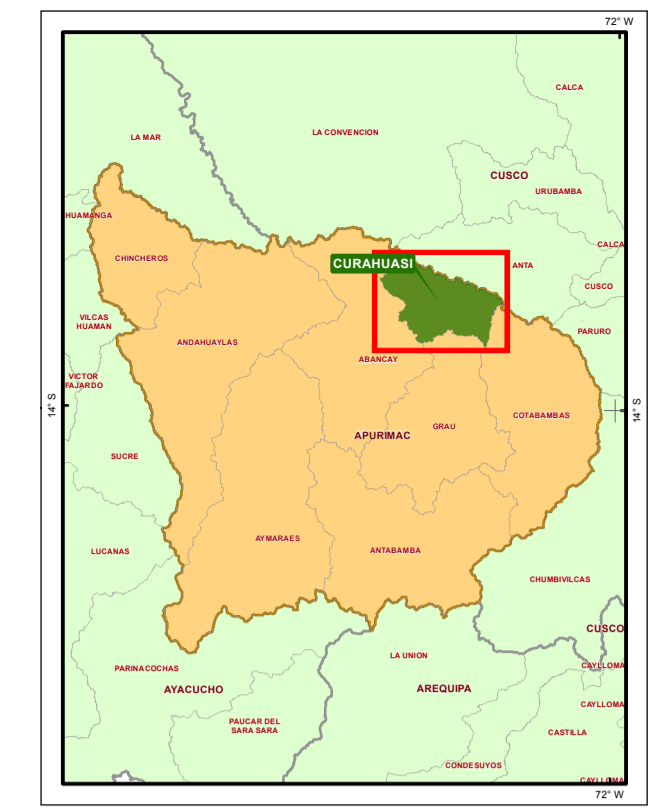 72° W
CALCA
LA CONVENCION
LA MAR
CUSCO
URUBAMBA
HUAMANGA
CALCA
CHINCHEROS
CURAHUASI
ANTA
CUSCO
VILCAS
HUAMAN
PARURO
ANDAHUAYLAS
ABANCAY
VICTOR
FAJARDO
14° S
14° S
COTABAMBAS
GRAU
APURIMAC
SUCRE
AYMARAES
ANTABAMBA
LUCANAS
CHUMBIVILCAS
CUSCO
LA UNION
CAYLLOMA
PARINACOCHAS
AYACUCHO
AREQUIPA
CAYLLOMA
PAUCAR DEL
SARA SARA
CASTILLA
CONDESUYOS
CAYLLOMA
72° W